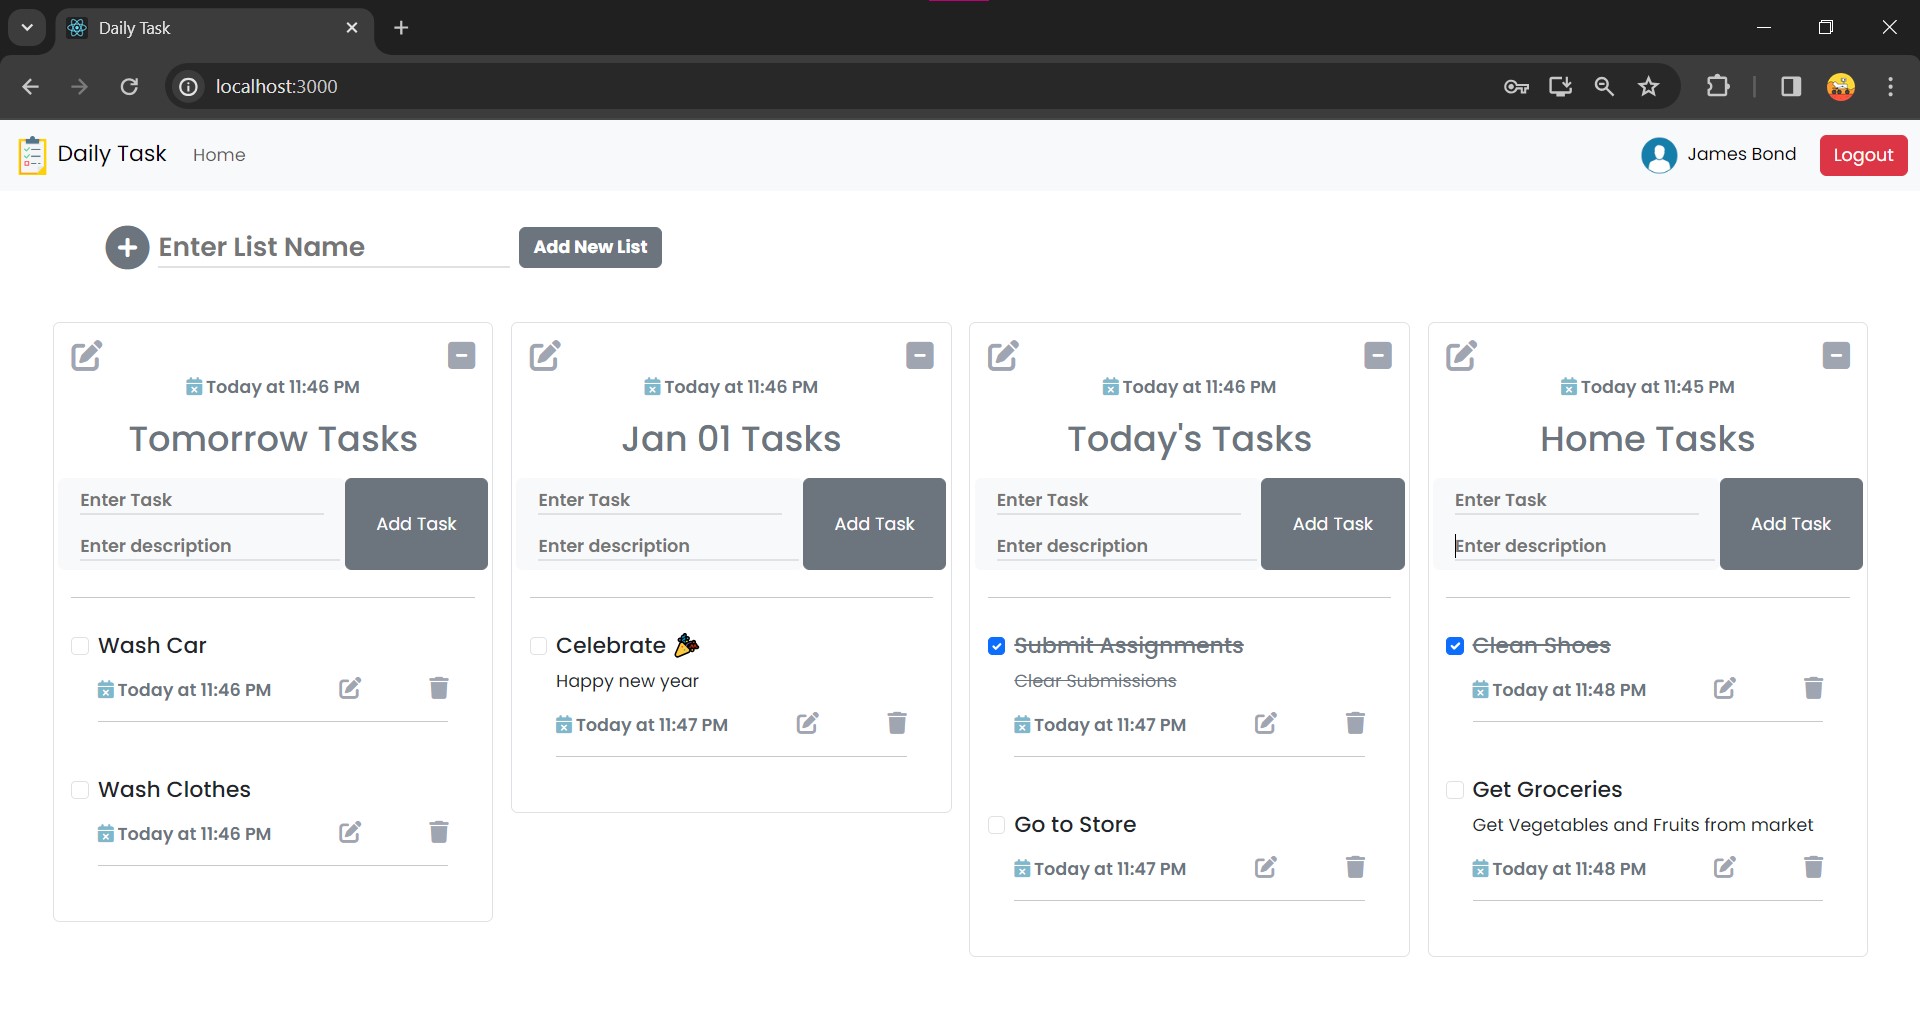 Daily Task
localhost:3000
Daily Task Home James Bond Logout
Enter List Name Add New List
Today at 11:46 PM
Tomorrow Tasks
Enter Task
Enter description
Add Task
Wash Car
Today at 11:46 PM
Wash Clothes
Today at 11:46 PM
Today at 11:46 PM
Jan 01 Tasks
Enter Task
Enter description
Add Task
Celebrate 🎉
Happy new year
Today at 11:47 PM
Today at 11:46 PM
Today's Tasks
Enter Task
Enter description
Add Task
Submit Assignments
Clear Submissions
Today at 11:47 PM
Go to Store
Today at 11:47 PM
Today at 11:45 PM
Home Tasks
Enter Task
Enter description
Add Task
Clean Shoes
Today at 11:48 PM
Get Groceries
Get Vegetables and Fruits from market
Today at 11:48 PM